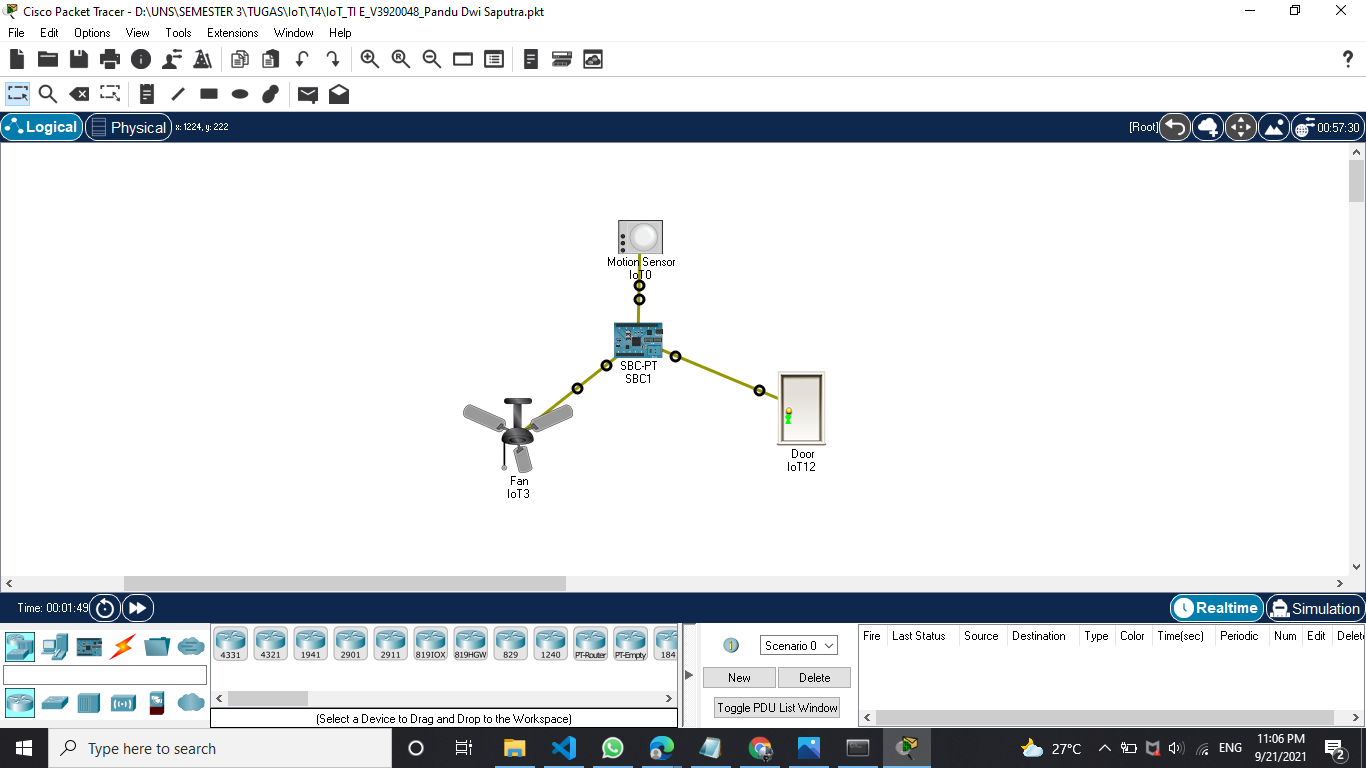 Cisco Packet Tracer - D:\UNS\SEMESTER 3\TUGAS\IoT\T4\IoT_TI E_V3920048_Pandu Dwi Saputra.pkt
File Edit Options View Tools Extensions Window Help
Logical Physical x: 1224, y: 222 [Root] 00:57:30
Motion Sensor
IoT0
SBC-PT
SBC1
Door
IoT12
Fan
IoT3
Time: 00:01:49 Realtime Simulation
4331 4321 1941 2901 2911 819IOX 819HGW 829 1240 PT-Router PT-Empty 184
Scenario 0
Fire Last Status Source Destination Type Color Time(sec) Periodic Num Edit Delete
New Delete
Toggle PDU List Window
(Select a Device to Drag and Drop to the Workspace)
Type here to search
27°C ENG 11:06 PM
9/21/2021
2